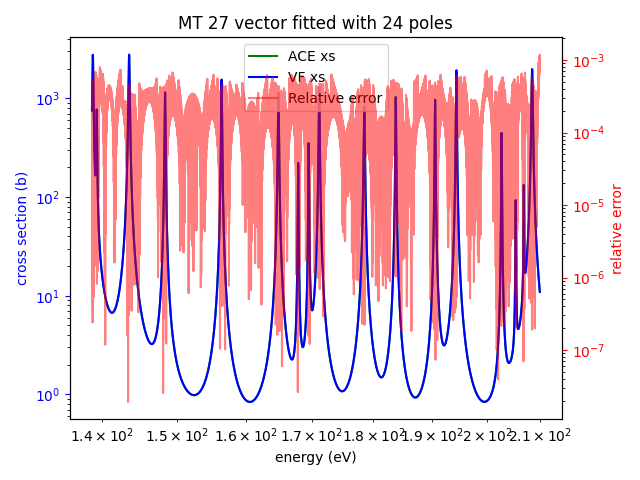 MT 27 vector fitted with 24 poles
ACE xs
VF xs
Relative error
cross section (b)
10³
10²
10¹
10⁰
10⁻³
10⁻⁴
10⁻⁵
10⁻⁶
10⁻⁷
relative error
1.4 × 10² 1.5 × 10² 1.6 × 10² 1.7 × 10² 1.8 × 10² 1.9 × 10² 2 × 10² 2.1 × 10²
energy (eV)